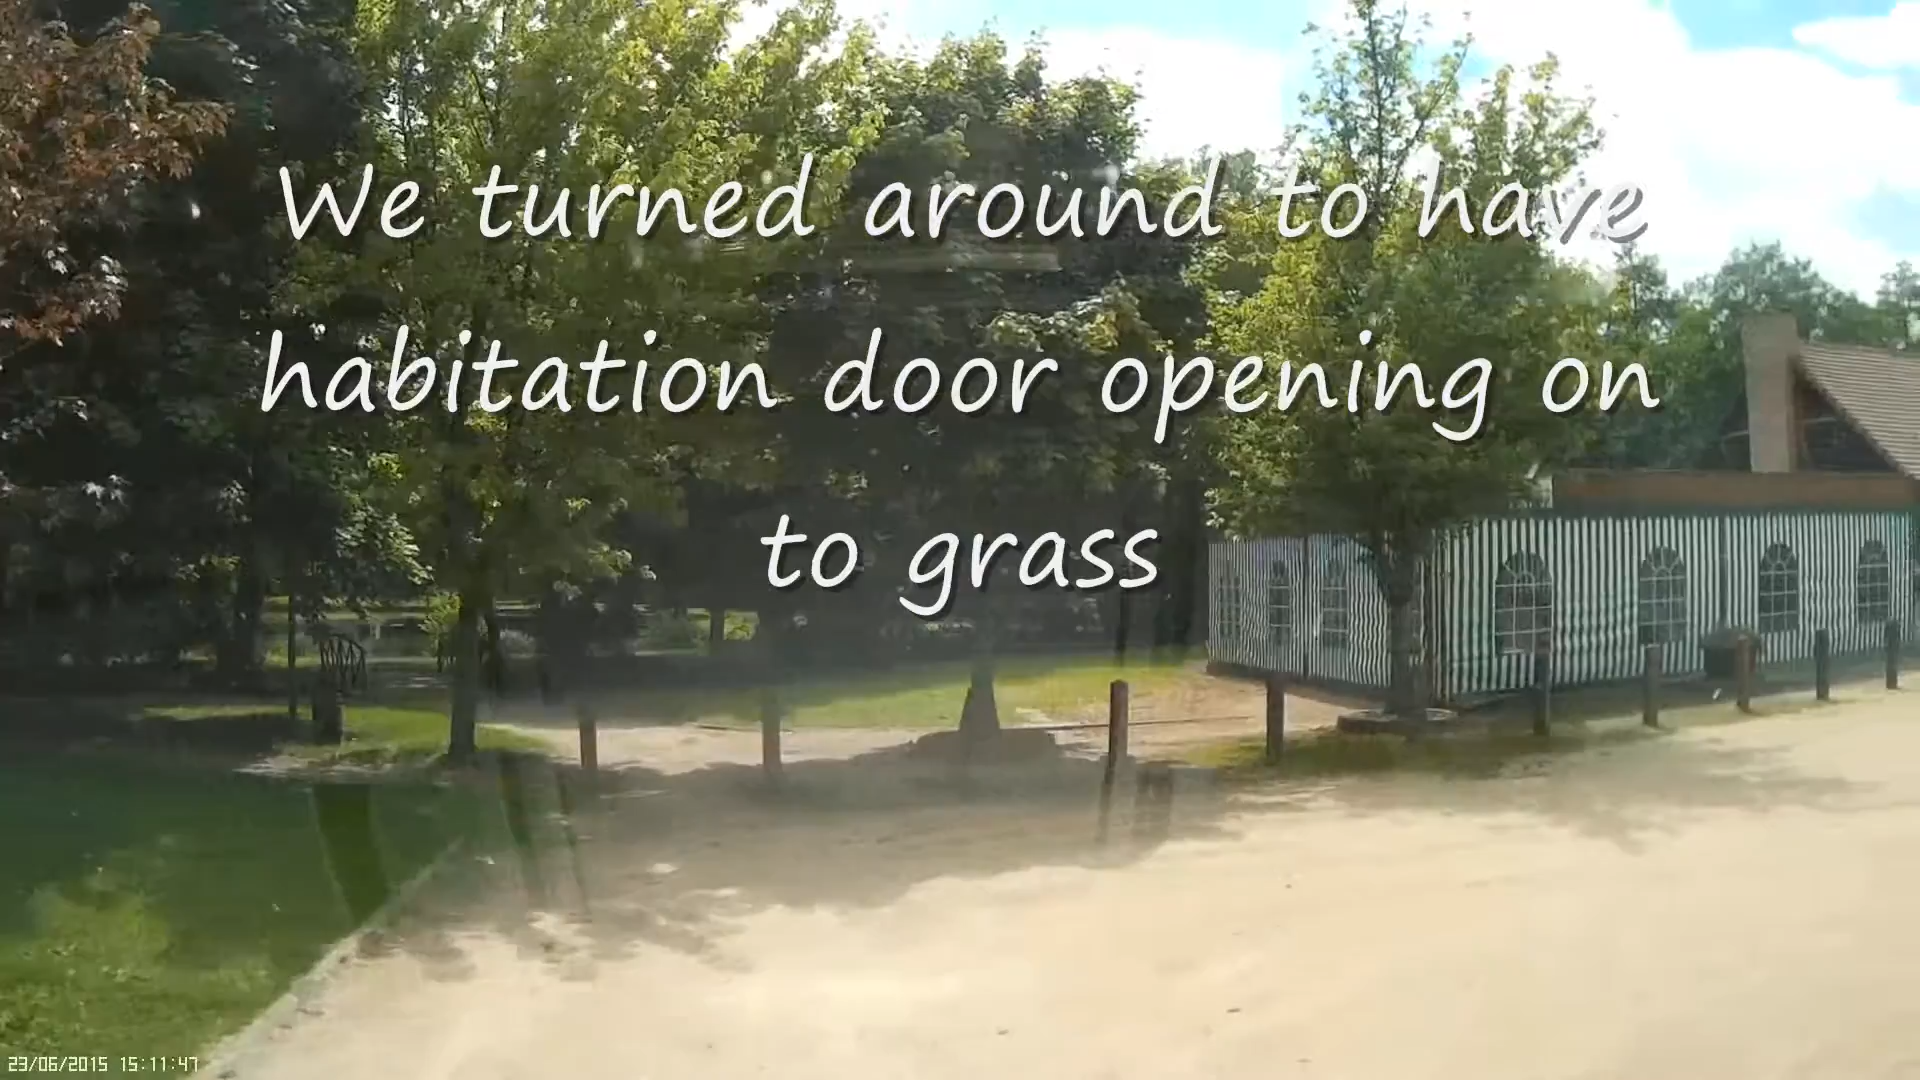 We turned around to have
habitation door opening on
to grass
23/06/2015 15:11:47